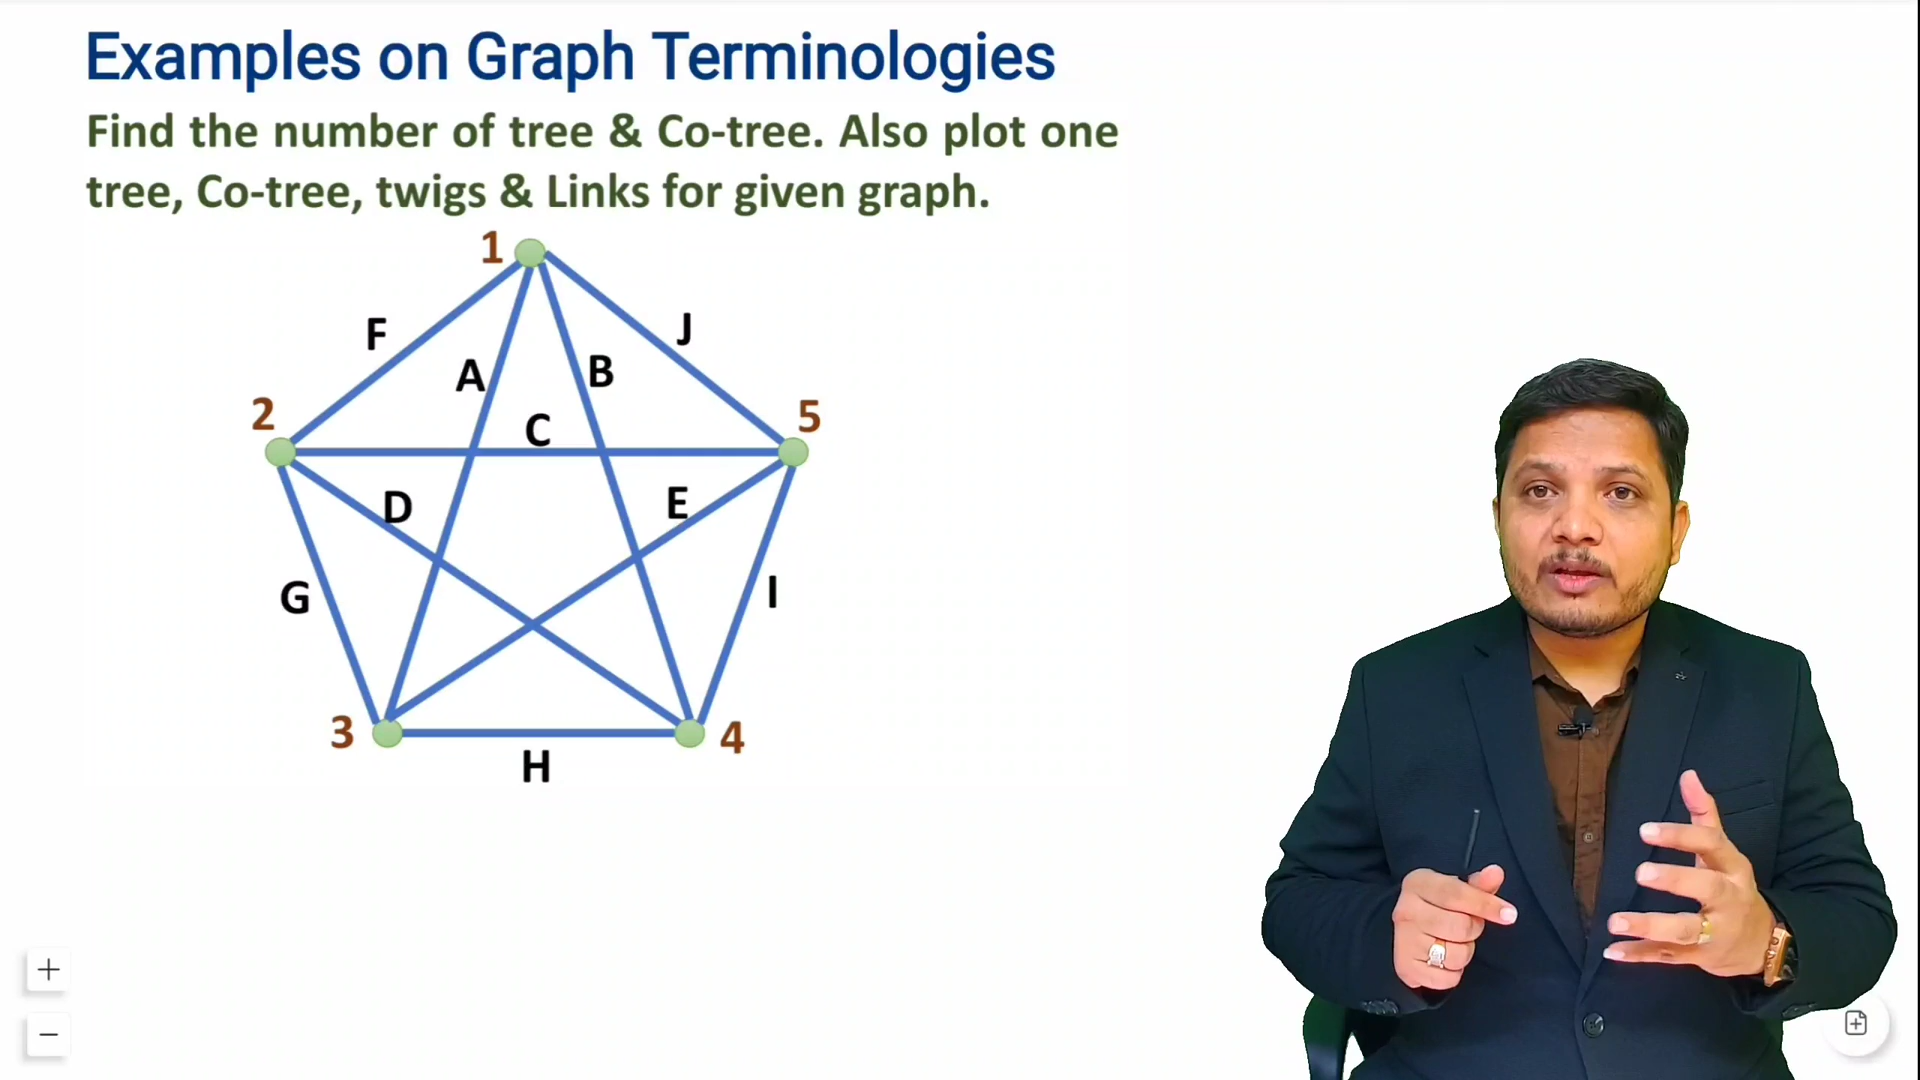 Examples on Graph Terminologies
Find the number of tree & Co-tree. Also plot one
tree, Co-tree, twigs & Links for given graph.
1
F
J
A
B
2
C
5
D
E
G
I
3
4
H
+
−